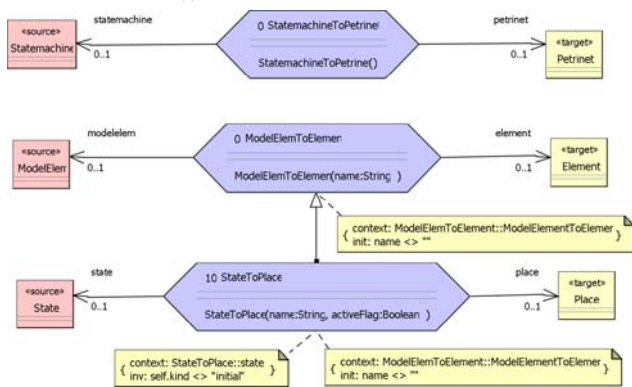 statemachine
petrinet
«source»
Statemachine
0..1
0 StatemachineToPetrinet
StatemachineToPetrine()
0..1
«target»
Petrinet
modelelem
element
«source»
ModelElem
0..1
0 ModelElemToElemen
ModelElemToElemer(name:String )
0..1
«target»
Element
{ context: ModelElemToElement::ModelElementToElemer }
init: name <> ""
state
place
«source»
State
0..1
10 StateToPlace
StateToPlace(name:String, activeFlag:Boolean )
0..1
«target»
Place
{ context: StateToPlace::state }
inv: self.kind <> "initial"
{ context: ModelElemToElement::ModelElementToElemer }
init: name <> ""